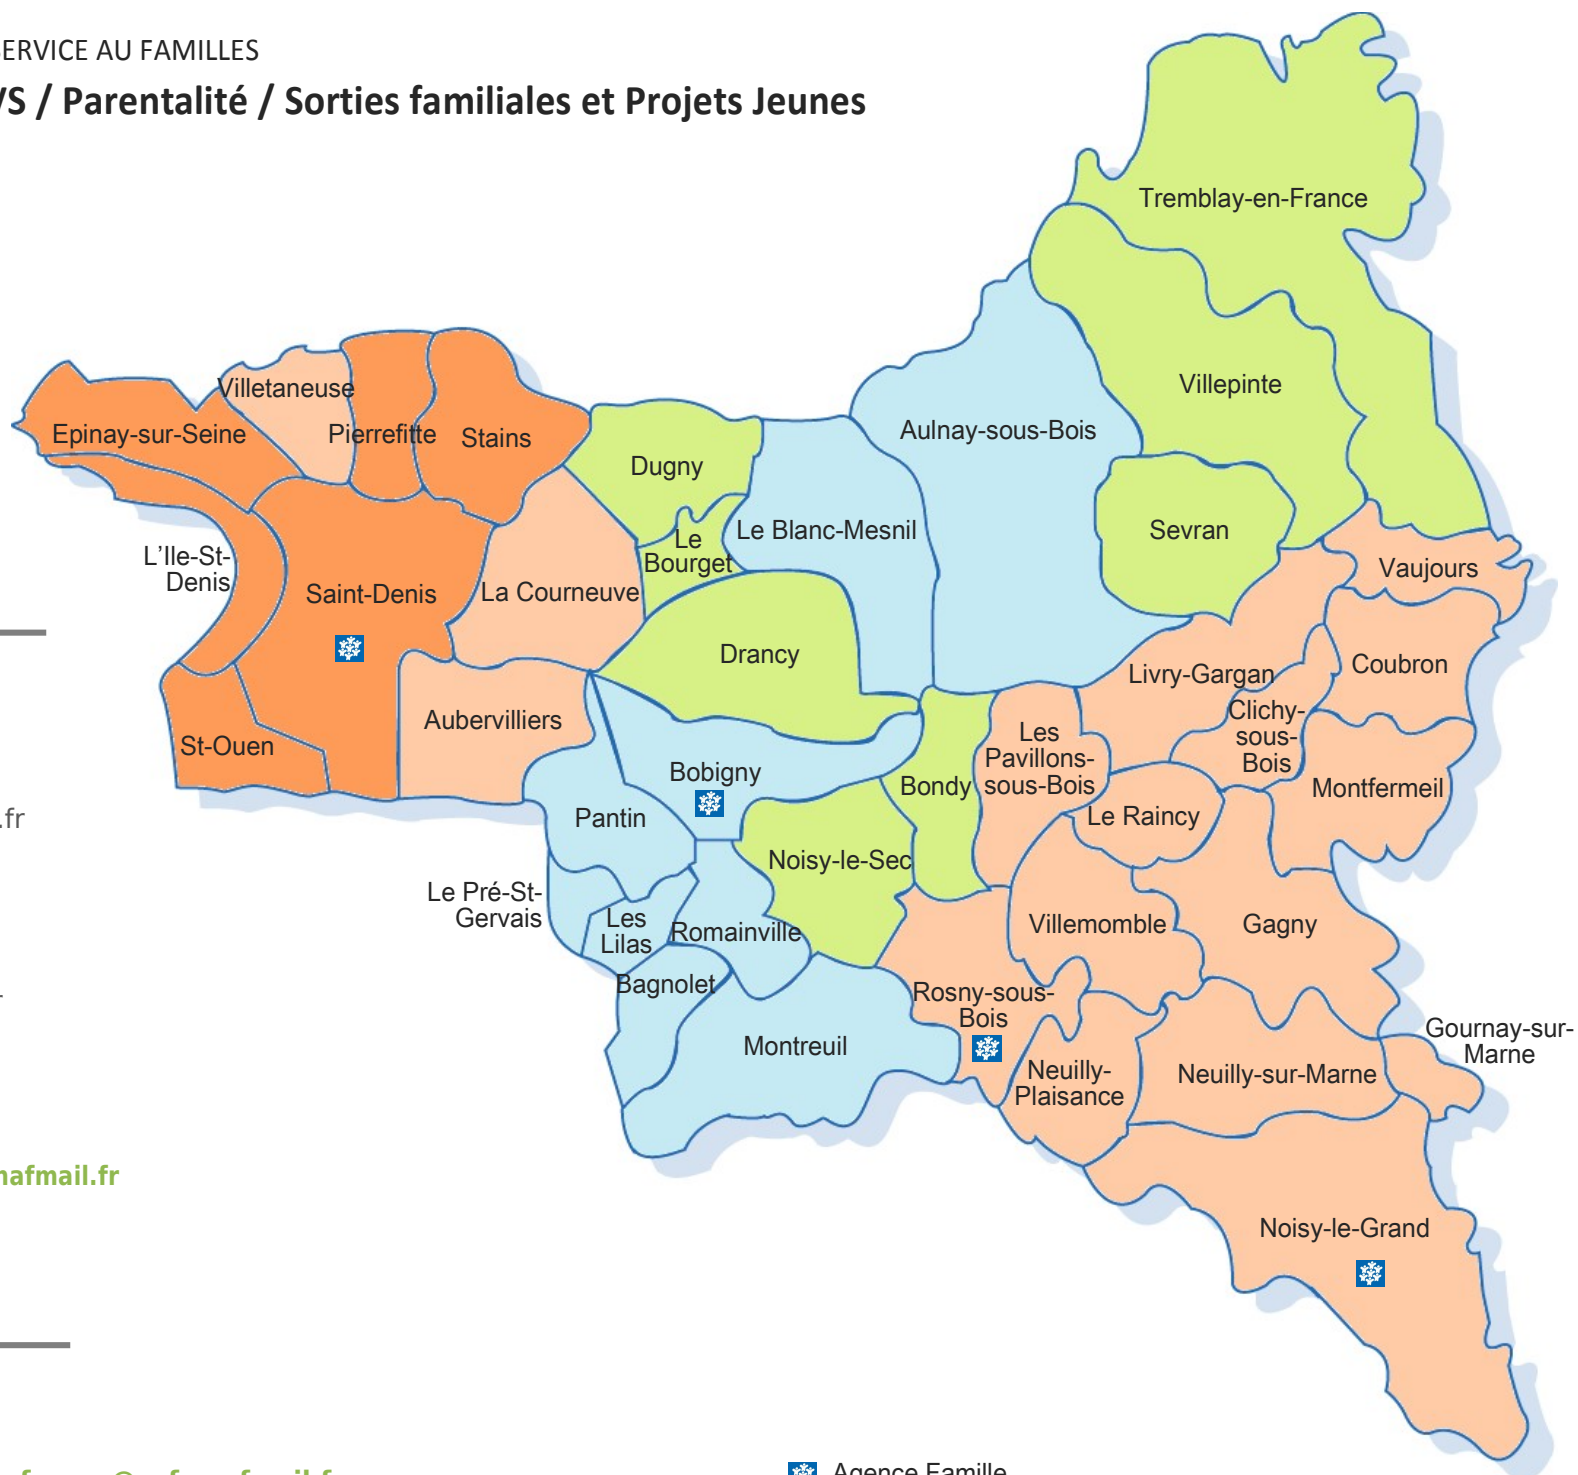 SERVICE AU FAMILLES
VS / Parentalité / Sorties familiales et Projets Jeunes
Tremblay-en-France
Villepinte
Villetaneuse
Epinay-sur-Seine
Pierrefitte
Stains
Aulnay-sous-Bois
Dugny
Le Blanc-Mesnil
Sevran
Le
Bourget
L'Ile-St-
Denis
Saint-Denis
La Courneuve
Vaujours
Drancy
Livry-Gargan
Coubron
Aubervilliers
St-Ouen
Clichy-
sous-
Bois
Les
Pavillons-
sous-Bois
Bobigny
Bondy
Montfermeil
Pantin
Le Raincy
.fr
Noisy-le-Sec
Le Pré-St-
Gervais
Les
Lilas
Romainville
Villemomble
Gagny
Bagnolet
Rosny-sous-
Bois
Montreuil
Gournay-sur-
Marne
Neuilly-
Plaisance
Neuilly-sur-Marne
nafmail.fr
Noisy-le-Grand
Agence Famille